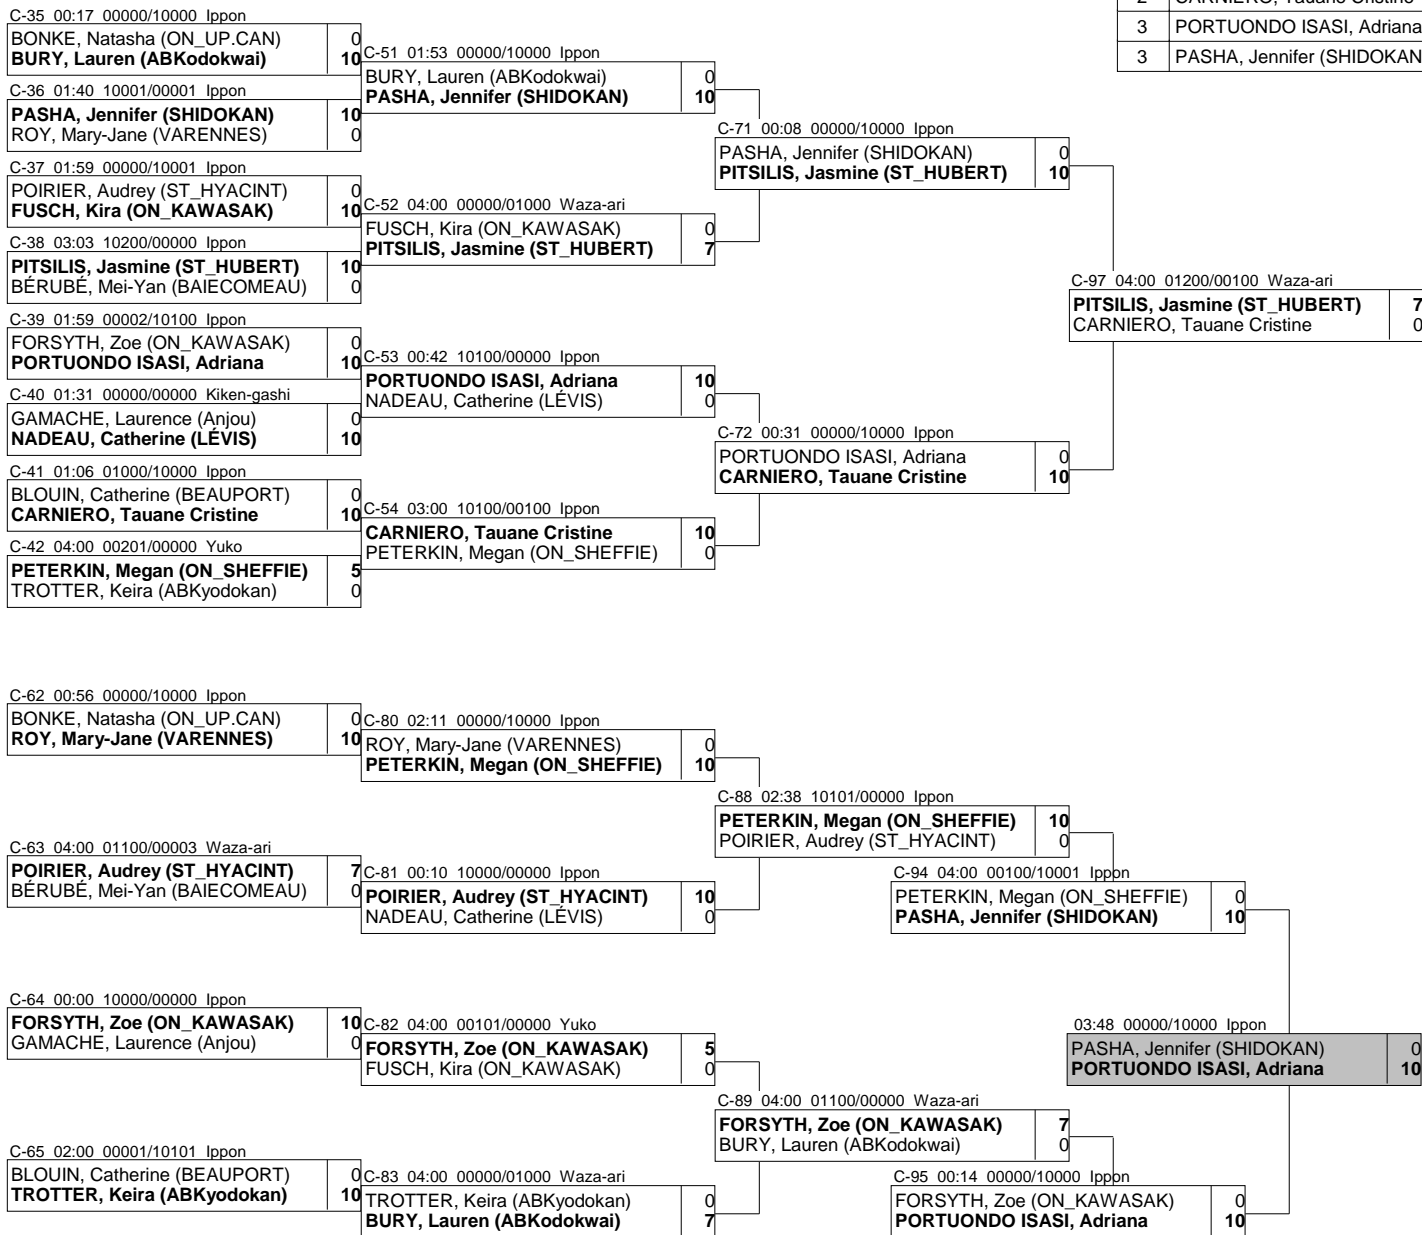 2 CARNIERO, Tauane Cristine
3 PORTUONDO ISASI, Adriana
3 PASHA, Jennifer (SHIDOKAN
C-35 00:17 00000/10000 Ippon
BONKE, Natasha (ON_UP.CAN) 0
BURY, Lauren (ABKodokwai) 10
C-36 01:40 10001/00001 Ippon
PASHA, Jennifer (SHIDOKAN) 10
ROY, Mary-Jane (VARENNES) 0
C-37 01:59 00000/10001 Ippon
POIRIER, Audrey (ST_HYACINT) 0
FUSCH, Kira (ON_KAWASAK) 10
C-38 03:03 10200/00000 Ippon
PITSILIS, Jasmine (ST_HUBERT) 10
BÉRUBÉ, Mei-Yan (BAIECOMEAU) 0
C-39 01:59 00002/10100 Ippon
FORSYTH, Zoe (ON_KAWASAK) 0
PORTUONDO ISASI, Adriana 10
C-40 01:31 00000/00000 Kiken-gashi
GAMACHE, Laurence (Anjou) 0
NADEAU, Catherine (LÉVIS) 10
C-41 01:06 01000/10000 Ippon
BLOUIN, Catherine (BEAUPORT) 0
CARNIERO, Tauane Cristine 10
C-42 04:00 00201/00000 Yuko
PETERKIN, Megan (ON_SHEFFIE) 5
TROTTER, Keira (ABKyodokan) 0
C-51 01:53 00000/10000 Ippon
BURY, Lauren (ABKodokwai) 0
PASHA, Jennifer (SHIDOKAN) 10
C-52 04:00 00000/01000 Waza-ari
FUSCH, Kira (ON_KAWASAK) 0
PITSILIS, Jasmine (ST_HUBERT) 7
C-53 00:42 10100/00000 Ippon
PORTUONDO ISASI, Adriana 10
NADEAU, Catherine (LÉVIS) 0
C-54 03:00 10100/00100 Ippon
CARNIERO, Tauane Cristine 10
PETERKIN, Megan (ON_SHEFFIE) 0
C-71 00:08 00000/10000 Ippon
PASHA, Jennifer (SHIDOKAN) 0
PITSILIS, Jasmine (ST_HUBERT) 10
C-72 00:31 00000/10000 Ippon
PORTUONDO ISASI, Adriana 0
CARNIERO, Tauane Cristine 10
C-97 04:00 01200/00100 Waza-ari
PITSILIS, Jasmine (ST_HUBERT) 7
CARNIERO, Tauane Cristine 0
C-62 00:56 00000/10000 Ippon
BONKE, Natasha (ON_UP.CAN) 0
ROY, Mary-Jane (VARENNES) 10
C-63 04:00 01100/00003 Waza-ari
POIRIER, Audrey (ST_HYACINT) 7
BÉRUBÉ, Mei-Yan (BAIECOMEAU) 0
C-64 00:00 10000/00000 Ippon
FORSYTH, Zoe (ON_KAWASAK) 10
GAMACHE, Laurence (Anjou) 0
C-65 02:00 00001/10101 Ippon
BLOUIN, Catherine (BEAUPORT) 0
TROTTER, Keira (ABKyodokan) 10
C-80 02:11 00000/10000 Ippon
ROY, Mary-Jane (VARENNES) 0
PETERKIN, Megan (ON_SHEFFIE) 10
C-81 00:10 10000/00000 Ippon
POIRIER, Audrey (ST_HYACINT) 10
NADEAU, Catherine (LÉVIS) 0
C-82 04:00 00101/00000 Yuko
FORSYTH, Zoe (ON_KAWASAK) 5
FUSCH, Kira (ON_KAWASAK) 0
C-83 04:00 00000/01000 Waza-ari
TROTTER, Keira (ABKyodokan) 0
BURY, Lauren (ABKodokwai) 7
C-88 02:38 10101/00000 Ippon
PETERKIN, Megan (ON_SHEFFIE) 10
POIRIER, Audrey (ST_HYACINT) 0
C-89 04:00 01100/00000 Waza-ari
FORSYTH, Zoe (ON_KAWASAK) 7
BURY, Lauren (ABKodokwai) 0
C-94 04:00 00100/10001 Ippon
PETERKIN, Megan (ON_SHEFFIE) 0
PASHA, Jennifer (SHIDOKAN) 10
C-95 00:14 00000/10000 Ippon
FORSYTH, Zoe (ON_KAWASAK) 0
PORTUONDO ISASI, Adriana 10
03:48 00000/10000 Ippon
PASHA, Jennifer (SHIDOKAN) 0
PORTUONDO ISASI, Adriana 10